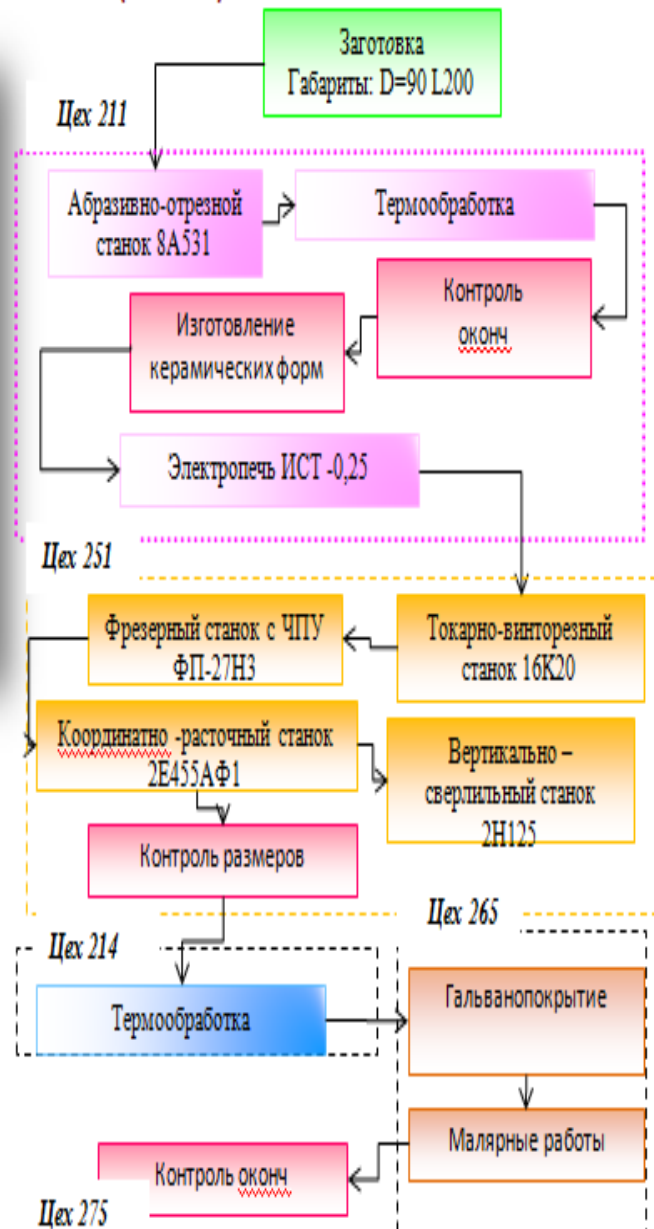 Заготовка
Габариты: D=90 L200
Цех 211
Абразивно-отрезной
станок 8А531
Термообработка
Контроль
оконч
Изготовление
керамических форм
Электропечь ИСТ -0,25
Цех 251
Фрезерный станок с ЧПУ
ФП-27Н3
Токарно-винторезный
станок 16К20
Координатно -расточный станок
2Е455АФ1
Вертикально –
сверлильный станок
2Н125
Контроль размеров
Цех 265
Цех 214
Термообработка
Гальванопокрытие
Малярные работы
Контроль оконч
Цех 275